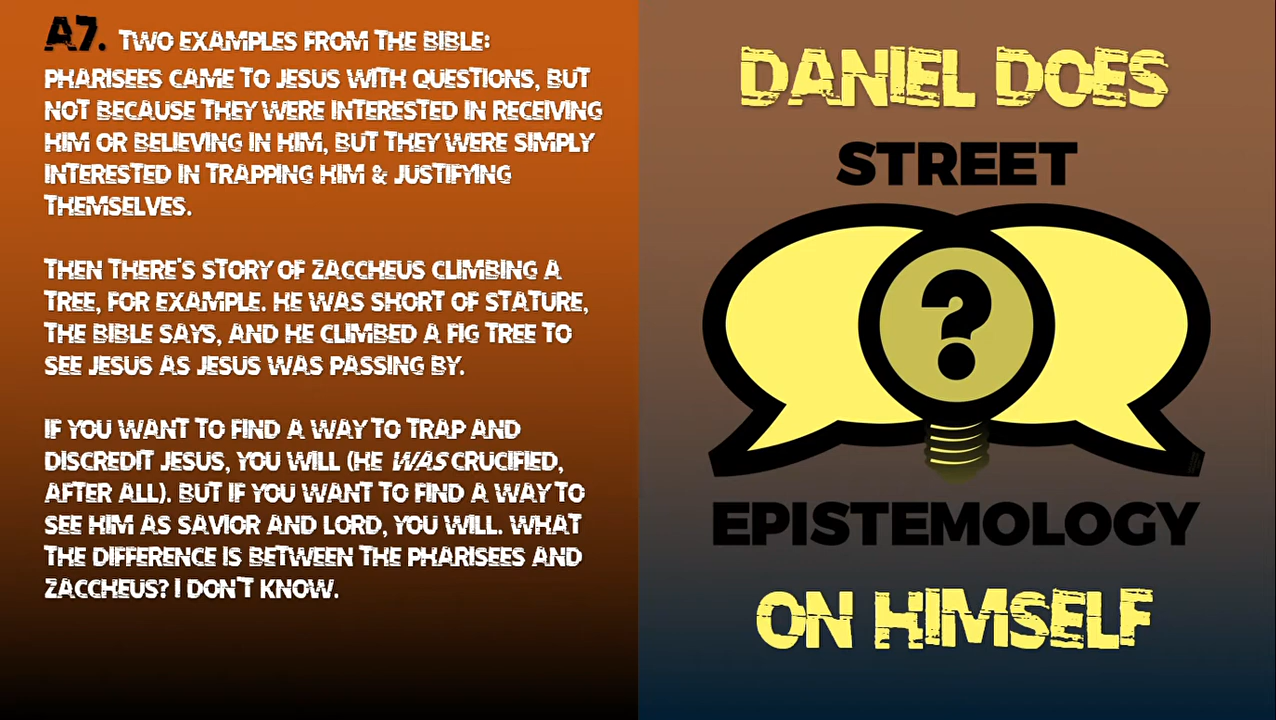 A7. TWO EXAMPLES FROM THE BIBLE:
PHARISEES CAME TO JESUS WITH QUESTIONS, BUT
NOT BECAUSE THEY WERE INTERESTED IN RECEIVING
HIM OR BELIEVING IN HIM, BUT THEY WERE SIMPLY
INTERESTED IN TRAPPING HIM & JUSTIFYING
THEMSELVES.
THEN THERE'S STORY OF ZACCHEUS CLIMBING A
TREE, FOR EXAMPLE. HE WAS SHORT OF STATURE,
THE BIBLE SAYS, AND HE CLIMBED A FIG TREE TO
SEE JESUS AS JESUS WAS PASSING BY.
IF YOU WANT TO FIND A WAY TO TRAP AND
DISCREDIT JESUS, YOU WILL (HE WAS CRUCIFIED,
AFTER ALL). BUT IF YOU WANT TO FIND A WAY TO
SEE HIM AS SAVIOR AND LORD, YOU WILL. WHAT
THE DIFFERENCE IS BETWEEN THE PHARISEES AND
ZACCHEUS? I DON'T KNOW.
DANIEL DOES
STREET
?
EPISTEMOLOGY
ON HIMSELF